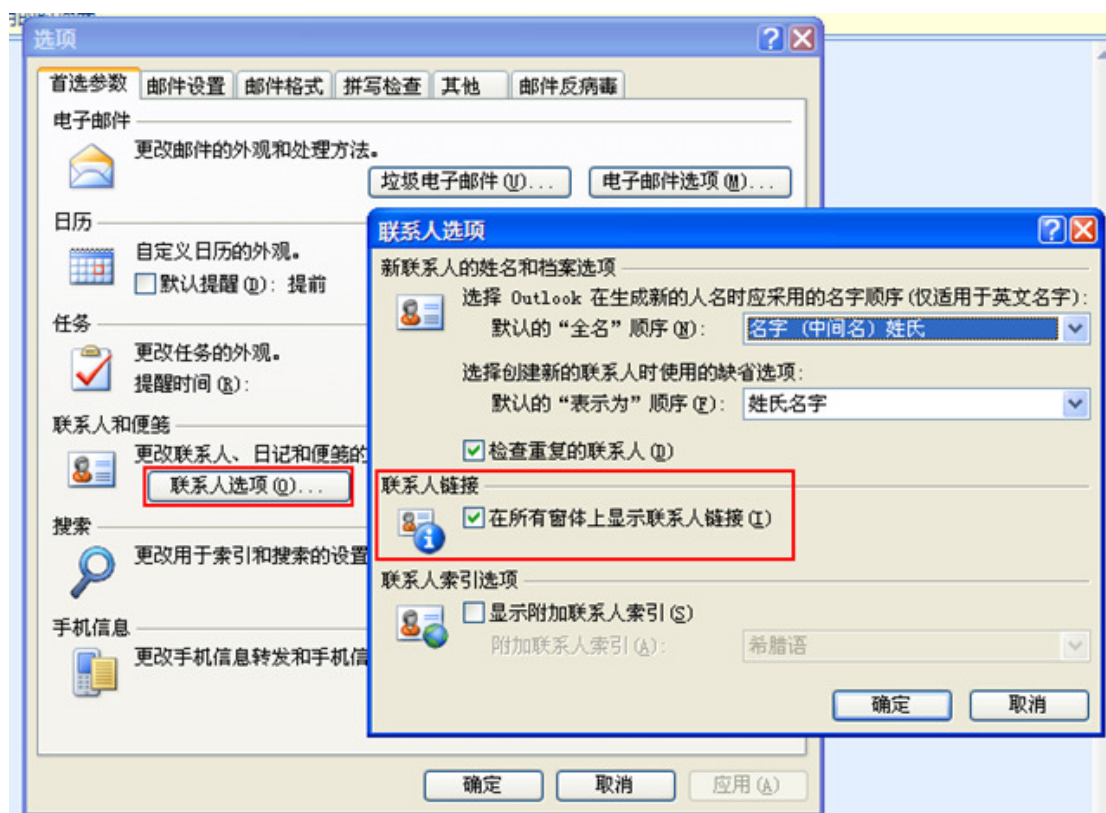 选项
首选参数 邮件设置 邮件格式 拼写检查 其他 邮件反病毒
电子邮件
更改邮件的外观和处理方法。
垃圾电子邮件(U)... 电子邮件选项(M)...
日历
自定义日历的外观。
默认提醒(D): 提前
任务
更改任务的外观。
提醒时间(R):
联系人和便笺
更改联系人、日记和便笺的
联系人选项(O)...
搜索
更改用于索引和搜索的设置
手机信息
更改手机信息转发和手机信
确定 取消 应用(A)
联系人选项
新联系人的姓名和档案选项
选择 Outlook 在生成新的人名时应采用的名字顺序(仅适用于英文名字):
默认的“全名”顺序(N): 名字 (中间名) 姓氏
选择创建新的联系人时使用的缺省选项:
默认的“表示为”顺序(F): 姓氏名字
检查重复的联系人(D)
联系人链接
在所有窗体上显示联系人链接(I)
联系人索引选项
显示附加联系人索引(S)
附加联系人索引(A): 希腊语
确定 取消